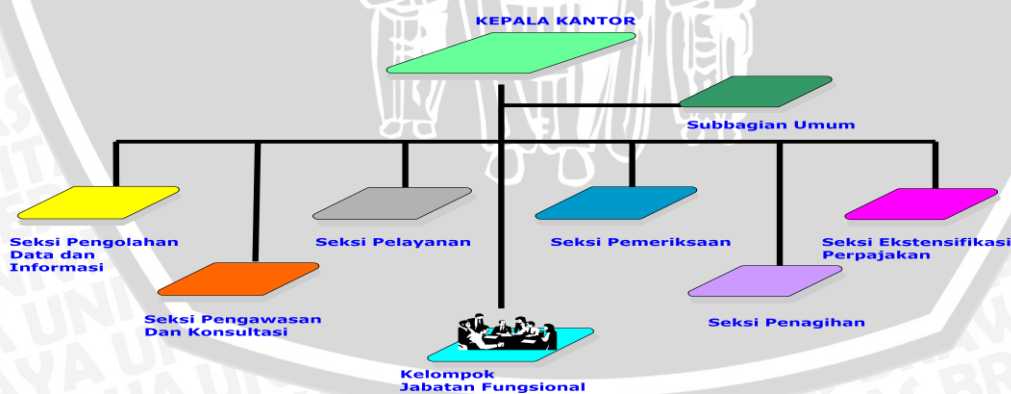 KEPALA KANTOR
Subbagian Umum
Seksi Pengolahan
Data dan
Informasi
Seksi Pelayanan
Seksi Pemeriksaan
Seksi Ekstensifikasi
Perpajakan
Seksi Pengawasan
Dan Konsultasi
Seksi Penagihan
Kelompok
Jabatan Fungsional